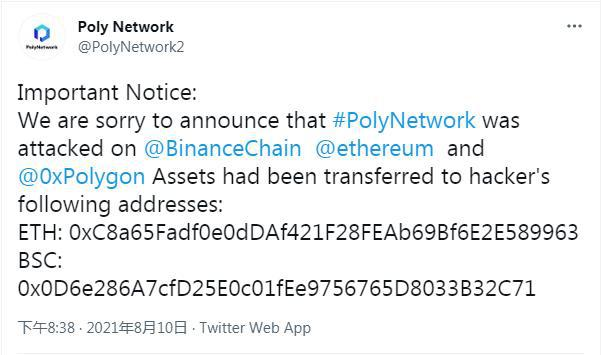 Poly Network
@PolyNetwork2
PolyNetwork
Important Notice:
We are sorry to announce that #PolyNetwork was
attacked on @BinanceChain @ethereum and
@0xPolygon Assets had been transferred to hacker's
following addresses:
ETH: 0xC8a65Fadf0e0dDAf421F28FEAb69Bf6E2E589963
BSC:
0x0D6e286A7cfD25E0c01fEe9756765D8033B32C71
下午8:38 · 2021年8月10日 · Twitter Web App